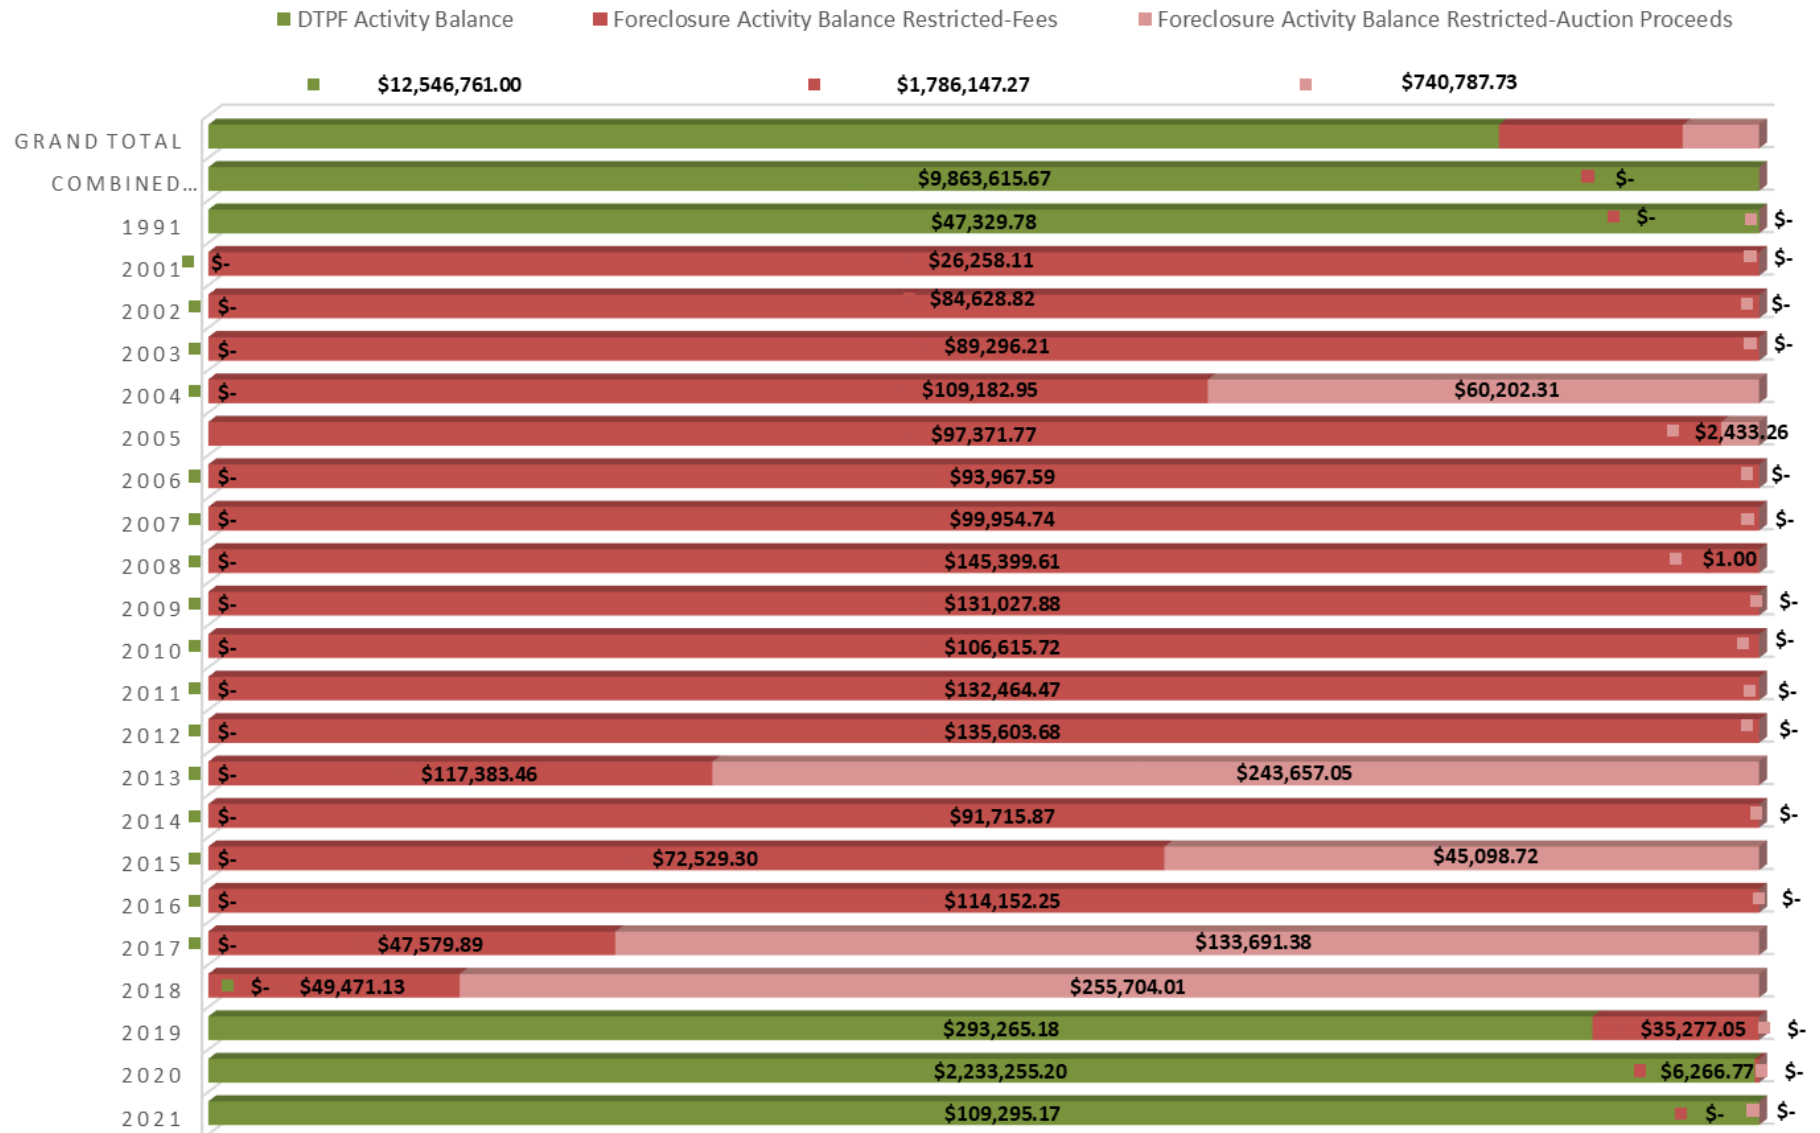 DTPF Activity Balance Foreclosure Activity Balance Restricted-Fees Foreclosure Activity Balance Restricted-Auction Proceeds
$12,546,761.00 $1,786,147.27 $740,787.73
GRAND TOTAL
COMBINED... $9,863,615.67 $-
1991 $47,329.78 $- $-
2001 $- $26,258.11 $-
2002 $- $84,628.82 $-
2003 $- $89,296.21 $-
2004 $- $109,182.95 $60,202.31
2005 $97,371.77 $2,433.26
2006 $- $93,967.59 $-
2007 $- $99,954.74 $-
2008 $- $145,399.61 $1.00
2009 $- $131,027.88 $-
2010 $- $106,615.72 $-
2011 $- $132,464.47 $-
2012 $- $135,603.68 $-
2013 $- $117,383.46 $243,657.05
2014 $- $91,715.87 $-
2015 $- $72,529.30 $45,098.72
2016 $- $114,152.25 $-
2017 $- $47,579.89 $133,691.38
2018 $- $49,471.13 $255,704.01
2019 $293,265.18 $35,277.05 $-
2020 $2,233,255.20 $6,266.77 $-
2021 $109,295.17 $- $-